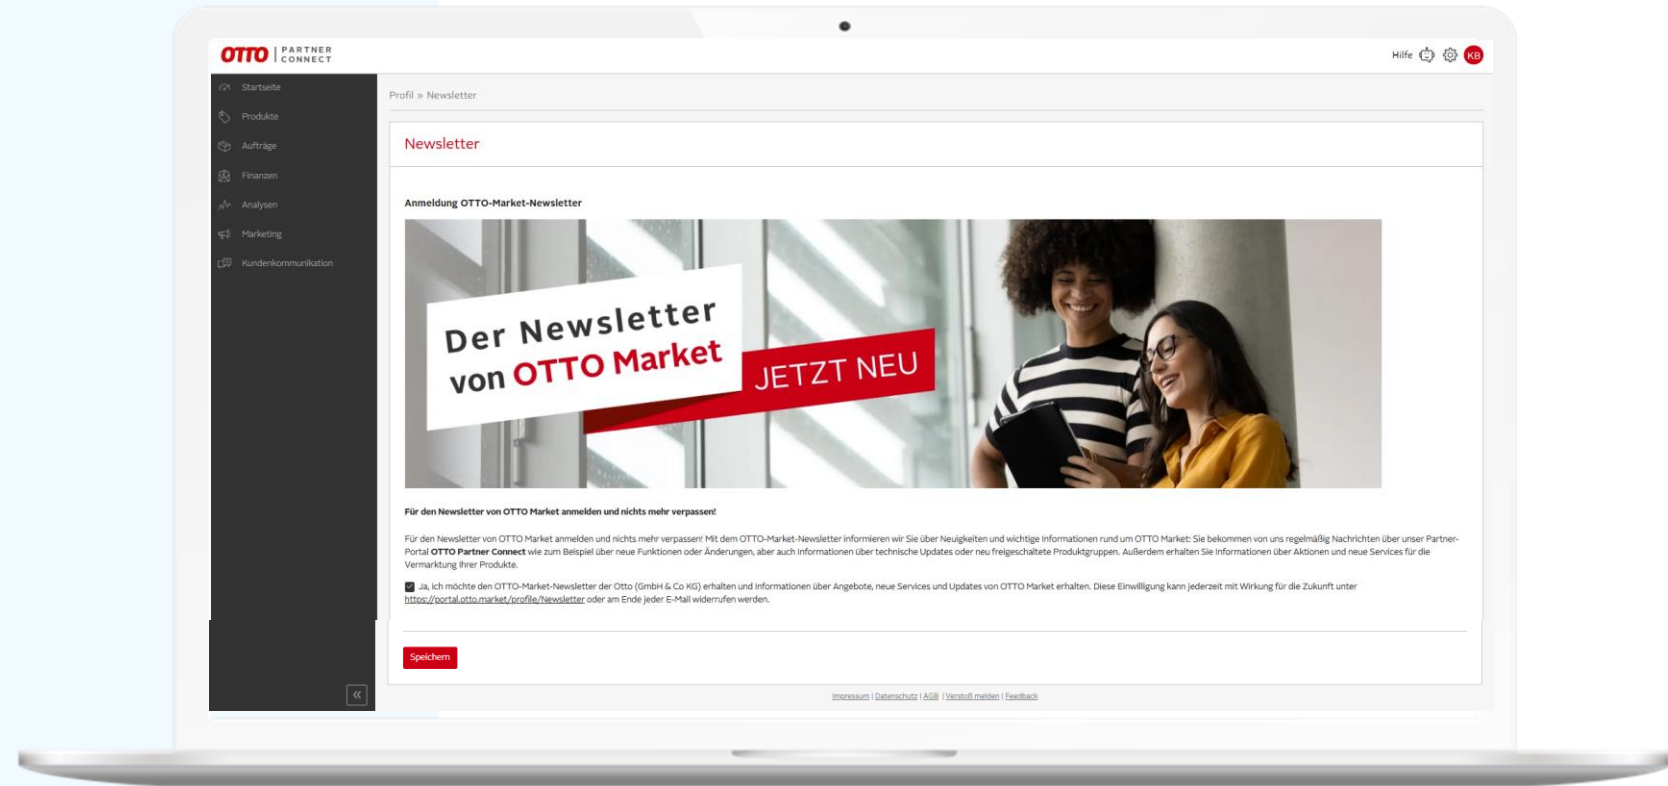 OTTO | PARTNER
CONNECT
Hilfe
KB
Startseite
Produkte
Aufträge
Finanzen
Analysen
Marketing
Kundenkommunikation
Profil » Newsletter
Newsletter
Anmeldung OTTO-Market-Newsletter
Der Newsletter
von OTTO Market
JETZT NEU
Für den Newsletter von OTTO Market anmelden und nichts mehr verpassen!
Für den Newsletter von OTTO Market anmelden und nichts mehr verpassen! Mit dem OTTO-Market-Newsletter informieren wir Sie über Neuigkeiten und wichtige Informationen rund um OTTO Market: Sie bekommen von uns regelmäßig Nachrichten über unser Partner-
Portal OTTO Partner Connect wie zum Beispiel über neue Funktionen oder Änderungen, aber auch Informationen über technische Updates oder neu freigeschaltete Produktgruppen. Außerdem erhalten Sie Informationen über Aktionen und neue Services für die
Vermarktung Ihrer Produkte.
Ja, ich möchte den OTTO-Market-Newsletter der Otto (GmbH & Co KG) erhalten und Informationen über Angebote, neue Services und Updates von OTTO Market erhalten. Diese Einwilligung kann jederzeit mit Wirkung für die Zukunft unter
https://portal.otto.market/profile/Newsletter oder am Ende jeder E-Mail widerrufen werden.
Speichern
Impressum | Datenschutz | AGB | Verstoß melden | Feedback